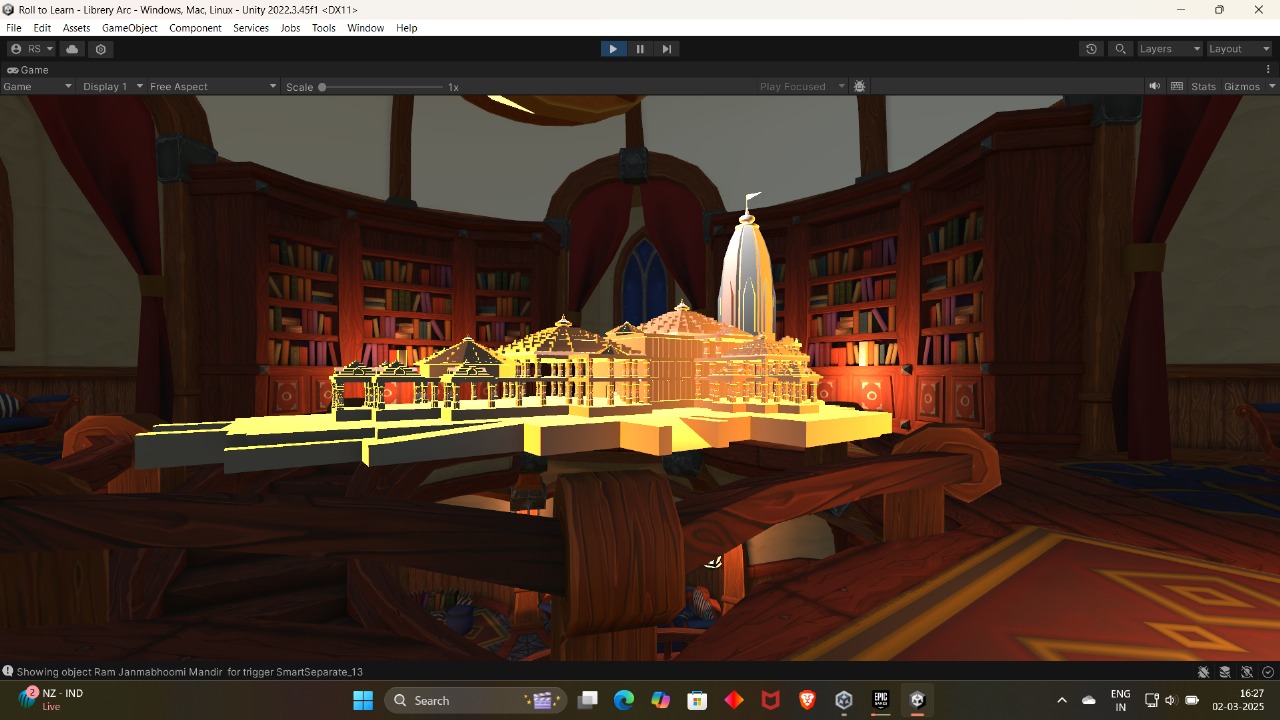 Roll to Learn - Librery Arc - Windows, Mac, Linux - Unity 2022.3.45f1 <DX11>
File Edit Assets GameObject Component Services Jobs Tools Window Help
RS Layers Layout
Game
Game Display 1 Free Aspect Scale 1x Play Focused Stats Gizmos
Showing object Ram Janmabhoomi Mandir for trigger SmartSeparate_13
2 NZ - IND
Live
Search
EPIC
GAMES
ENG
IN
16:27
02-03-2025